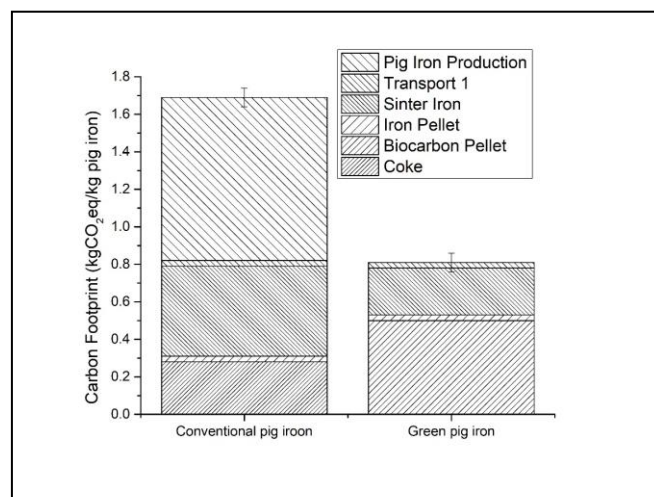 Pig Iron Production
Transport 1
Sinter Iron
Iron Pellet
Biocarbon Pellet
Coke
Carbon Footprint (kgCO₂eq/kg pig iron)
1.8
1.6
1.4
1.2
1.0
0.8
0.6
0.4
0.2
0.0
Conventional pig iroon Green pig iron